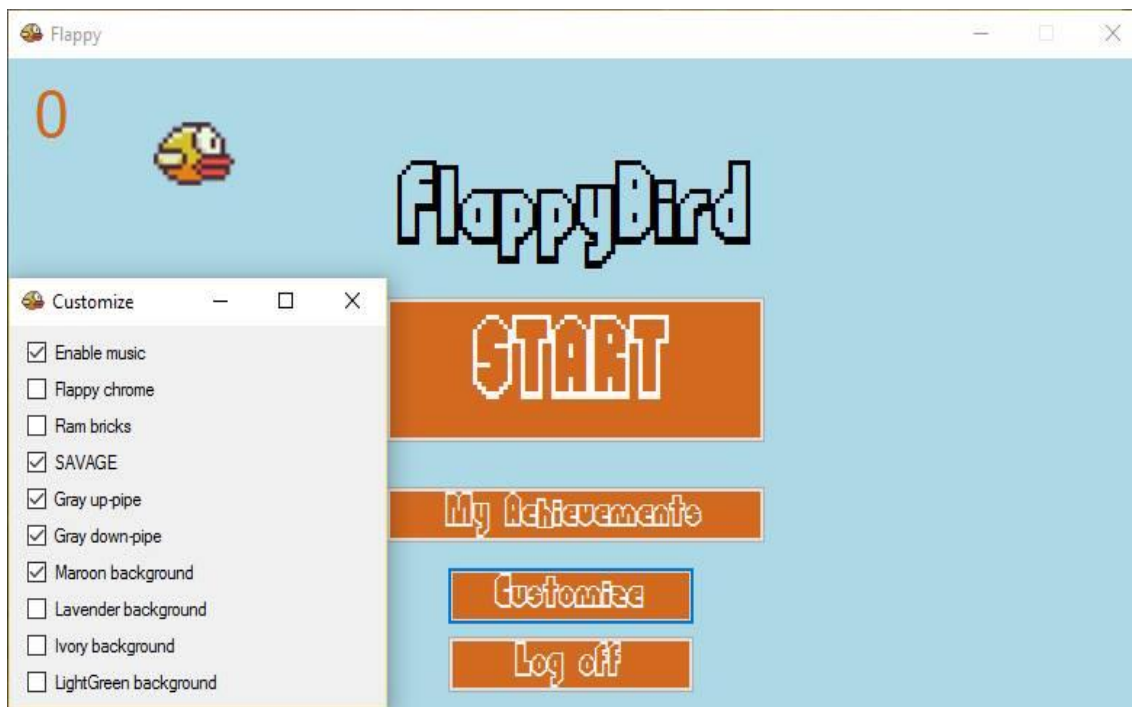 Flappy
0
FlappyBird
Customize
Enable music
Flappy chrome
Ram bricks
SAVAGE
Gray up-pipe
Gray down-pipe
Maroon background
Lavender background
Ivory background
LightGreen background
START
My Achievements
Customize
Log off